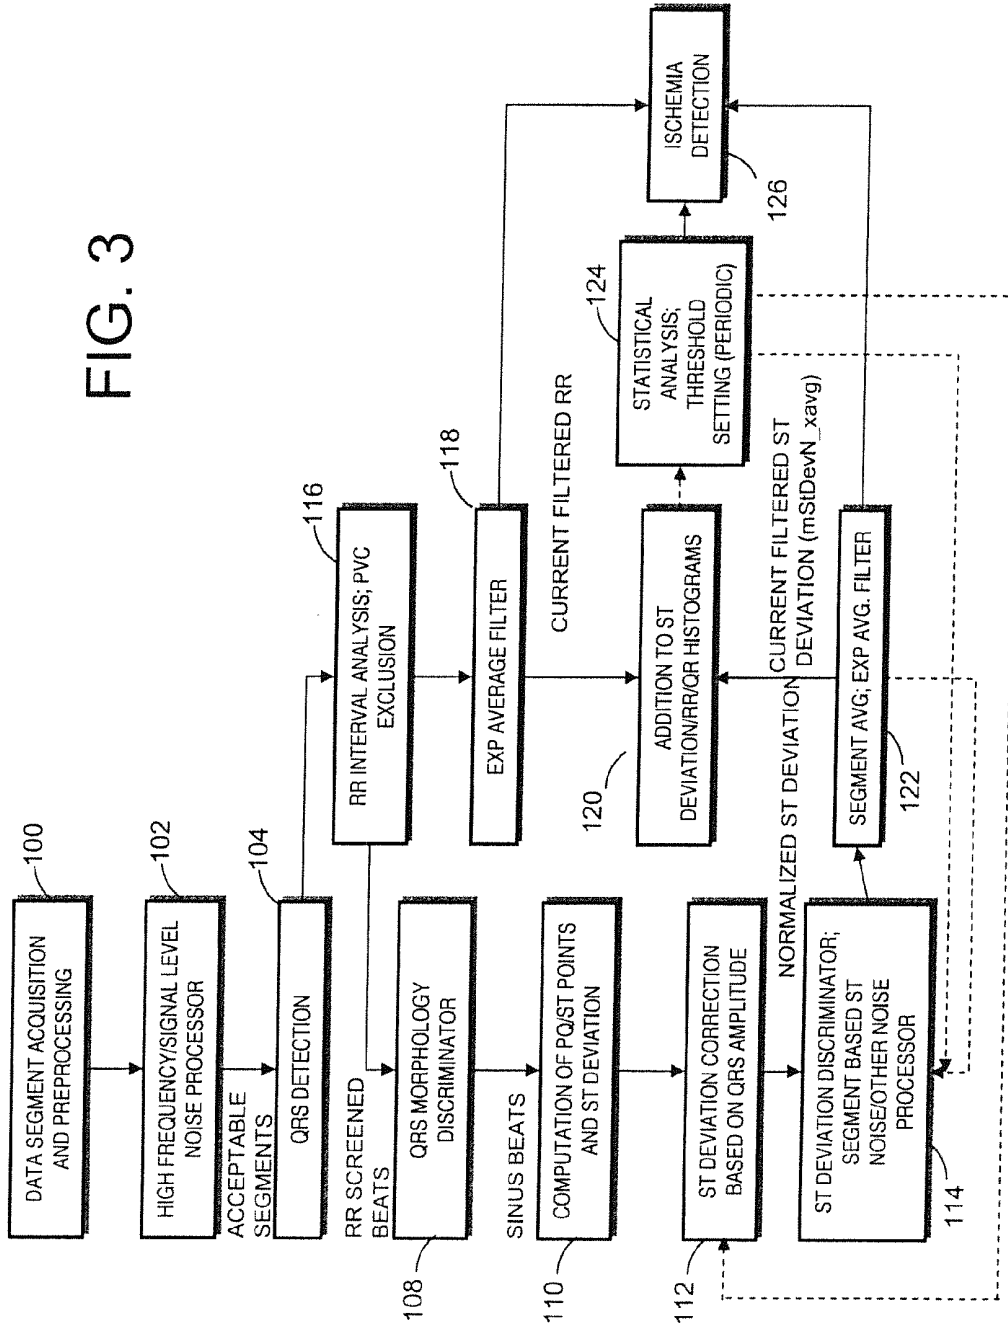 FIG. 3
100
DATA SEGMENT ACQUISITION
AND PREPROCESSING
102
HIGH FREQUENCY/SIGNAL LEVEL
NOISE PROCESSOR
ACCEPTABLE
SEGMENTS
104
QRS DETECTION
116
RR INTERVAL ANALYSIS; PVC
EXCLUSION
RR SCREENED
BEATS
108
QRS MORPHOLOGY
DISCRIMINATOR
118
EXP AVERAGE FILTER
CURRENT FILTERED RR
SINUS BEATS
110
COMPUTATION OF PQ/ST POINTS
AND ST DEVIATION
120
ADDITION TO ST
DEVIATION/RR/QR HISTOGRAMS
124
STATISTICAL
ANALYSIS;
THRESHOLD
SETTING (PERIODIC)
ISCHEMIA
DETECTION
126
112
ST DEVIATION CORRECTION
BASED ON QRS AMPLITUDE
NORMALIZED ST DEVIATION
CURRENT FILTERED ST
DEVIATION (mStDevN_xavg)
114
ST DEVIATION DISCRIMINATOR;
SEGMENT BASED ST
NOISE/OTHER NOISE
PROCESSOR
SEGMENT AVG; EXP AVG. FILTER
122